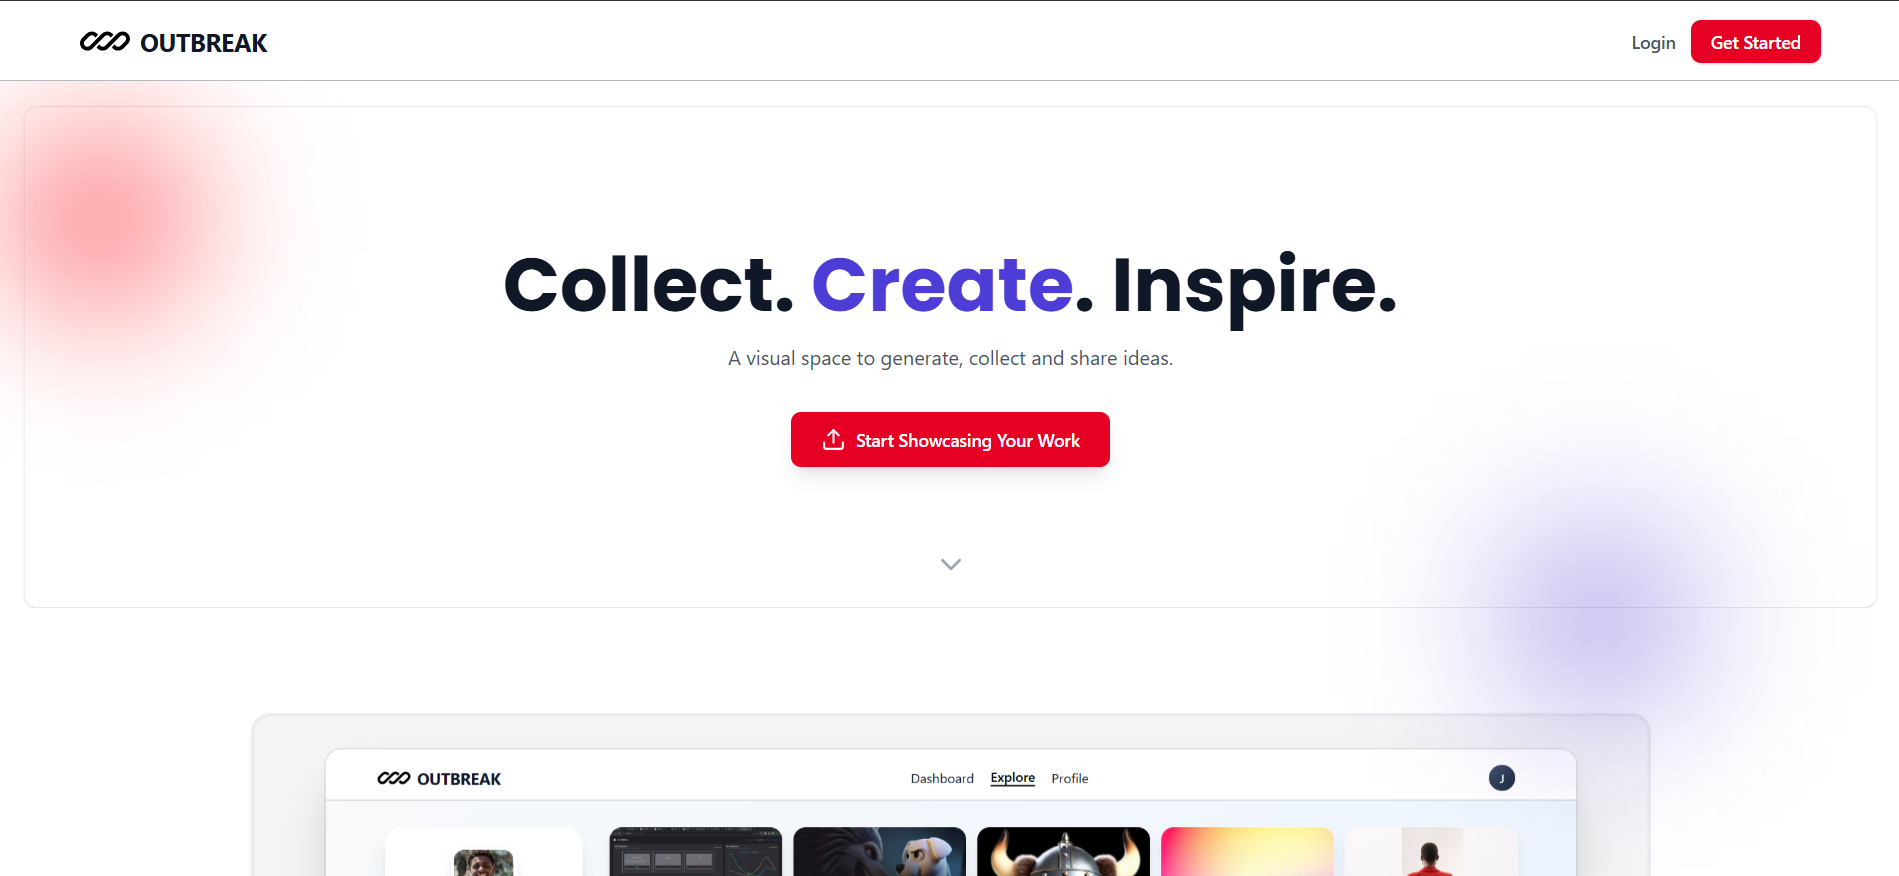 OUTBREAK
Login
Get Started
Collect. Create. Inspire.
A visual space to generate, collect and share ideas.
Start Showcasing Your Work
OUTBREAK
Dashboard
Explore
Profile
J